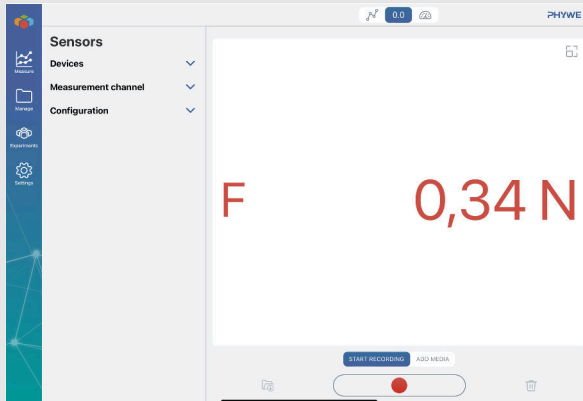 0.0
PHYWE
Sensors
Devices
Measurement channel
Configuration
Measure
Manage
Experiments
Settings
F 0,34 N
START RECORDING ADD MEDIA